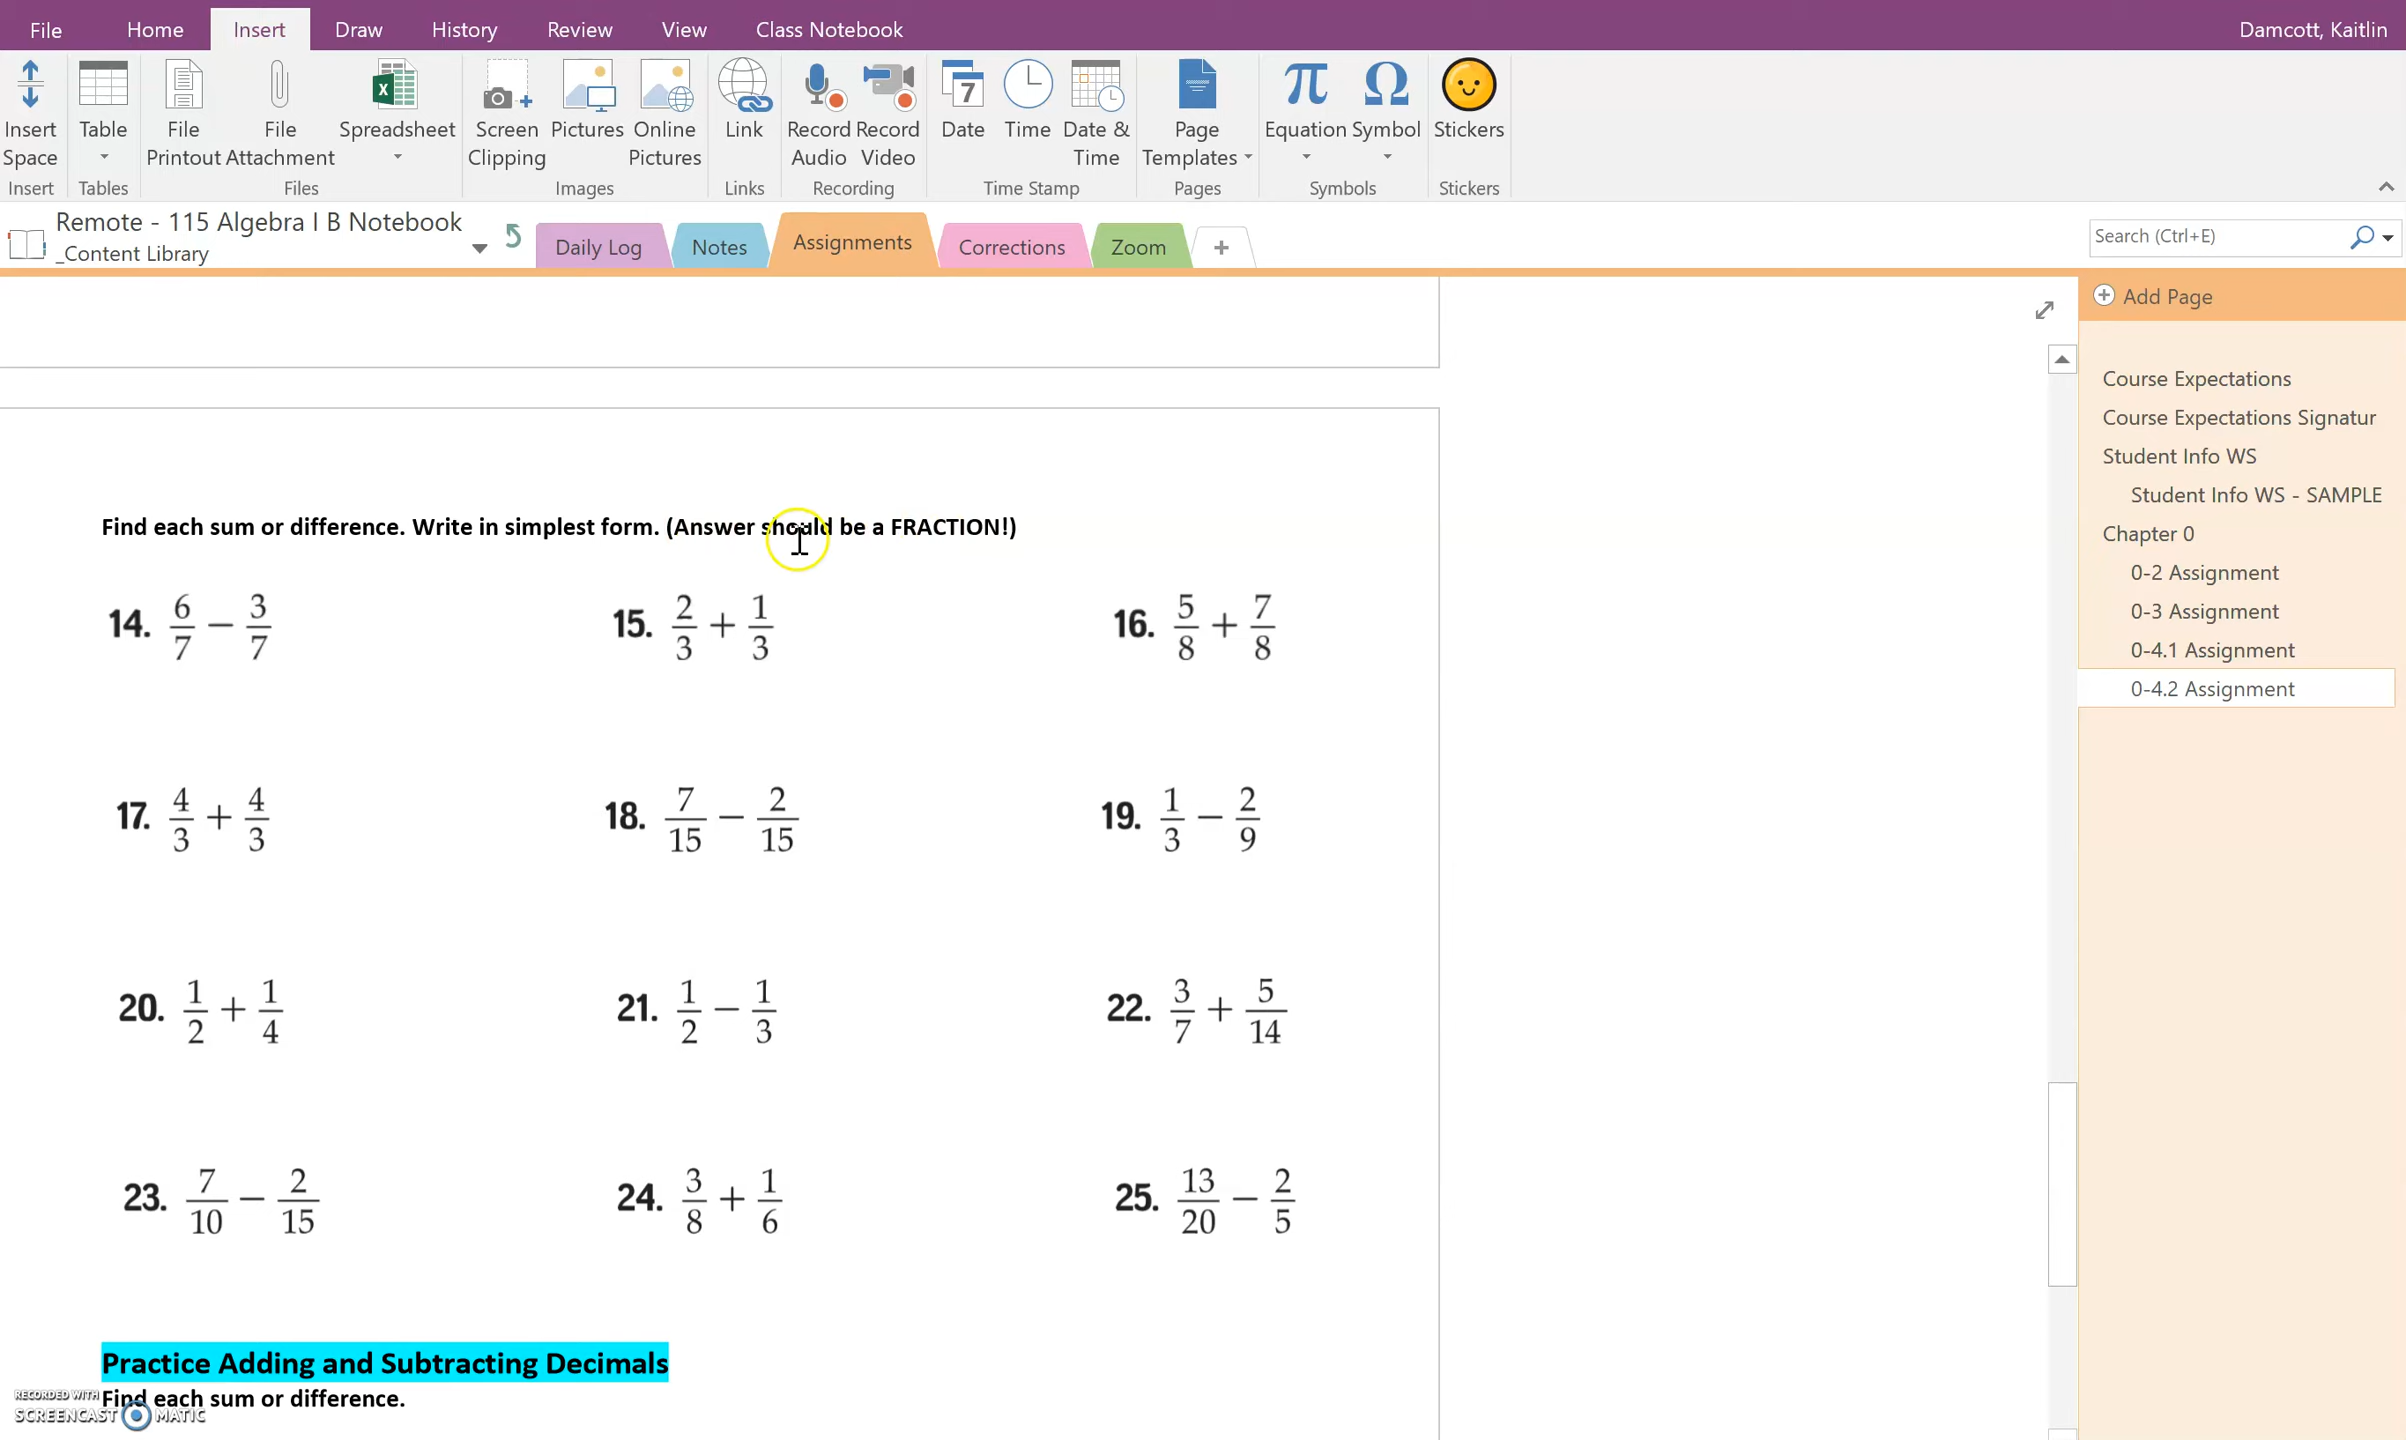 File Home Insert Draw History Review View Class Notebook Damcott, Kaitlin
Insert Space Table File Printout File Attachment Spreadsheet Screen Clipping Pictures Online Pictures Link Record Audio Record Video Date Time Date & Time Page Templates Equation Symbol Stickers
Insert Tables Files Images Links Recording Time Stamp Pages Symbols Stickers
Remote - 115 Algebra I B Notebook
_Content Library
Daily Log Notes Assignments Corrections Zoom + Search (Ctrl+E)
Add Page
Course Expectations
Course Expectations Signatur
Student Info WS
Student Info WS - SAMPLE
Chapter 0
0-2 Assignment
0-3 Assignment
0-4.1 Assignment
0-4.2 Assignment
Find each sum or difference. Write in simplest form. (Answer should be a FRACTION!)
14. 6/7 − 3/7 15. 2/3 + 1/3 16. 5/8 + 7/8
17. 4/3 + 4/3 18. 7/15 − 2/15 19. 1/3 − 2/9
20. 1/2 + 1/4 21. 1/2 − 1/3 22. 3/7 + 5/14
23. 7/10 − 2/15 24. 3/8 + 1/6 25. 13/20 − 2/5
Practice Adding and Subtracting Decimals
Find each sum or difference.
RECORDED WITH
SCREENCAST MATIC